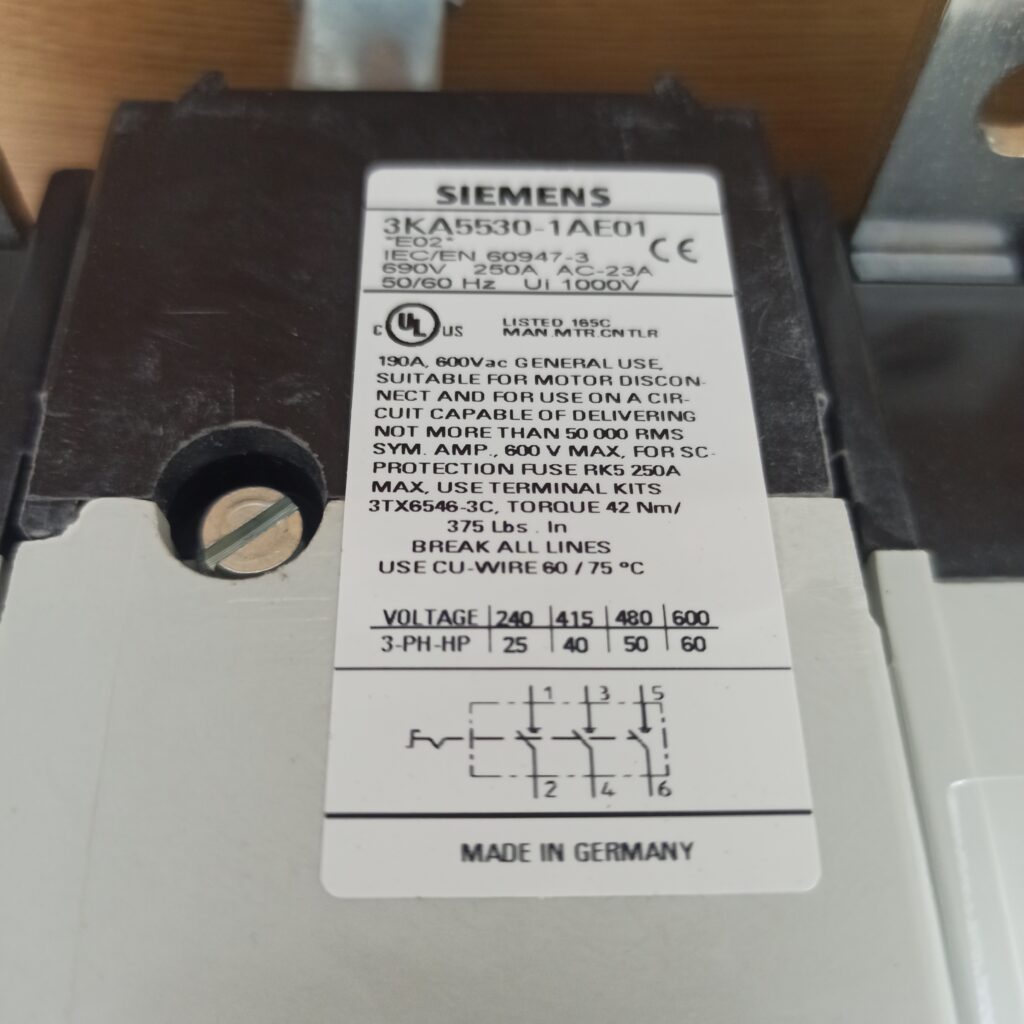 SIEMENS
3KA5530-1AE01
"E02"
CE
IEC/EN 60947-3
690V 250A AC-23A
50/60 Hz Ui 1000V
C UL US LISTED 165C
MAN.MTR.CNTLR
190A, 600Vac GENERAL USE,
SUITABLE FOR MOTOR DISCON-
NECT AND FOR USE ON A CIR-
CUIT CAPABLE OF DELIVERING
NOT MORE THAN 50 000 RMS
SYM. AMP., 600 V MAX, FOR SC-
PROTECTION FUSE RK5 250A
MAX, USE TERMINAL KITS
3TX6546-3C, TORQUE 42 Nm/
375 Lbs . In
BREAK ALL LINES
USE CU-WIRE 60 / 75 °C
VOLTAGE 240 415 480 600
3-PH-HP 25 40 50 60
1 3 5
2 4 6
MADE IN GERMANY